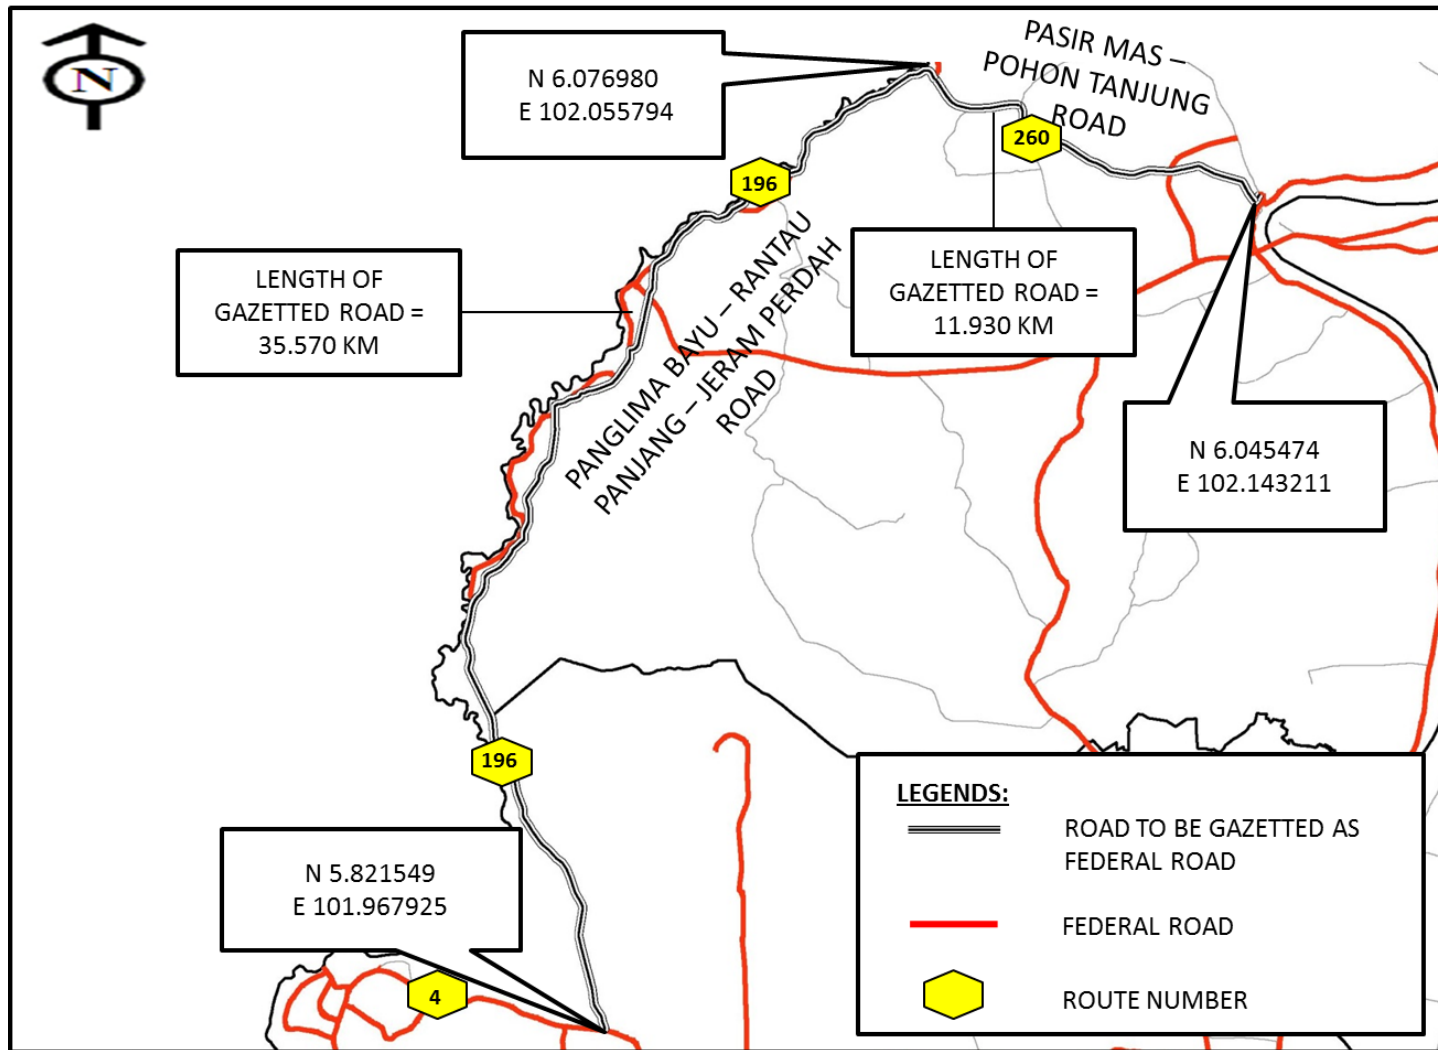 N
N 6.076980
E 102.055794
PASIR MAS –
POHON TANJUNG
ROAD
260
196
LENGTH OF
GAZETTED ROAD =
35.570 KM
PANGLIMA BAYU – RANTAU
PANJANG – JERAM PERDAH
ROAD
LENGTH OF
GAZETTED ROAD =
11.930 KM
N 6.045474
E 102.143211
196
N 5.821549
E 101.967925
4
LEGENDS:
ROAD TO BE GAZETTED AS
FEDERAL ROAD
FEDERAL ROAD
ROUTE NUMBER